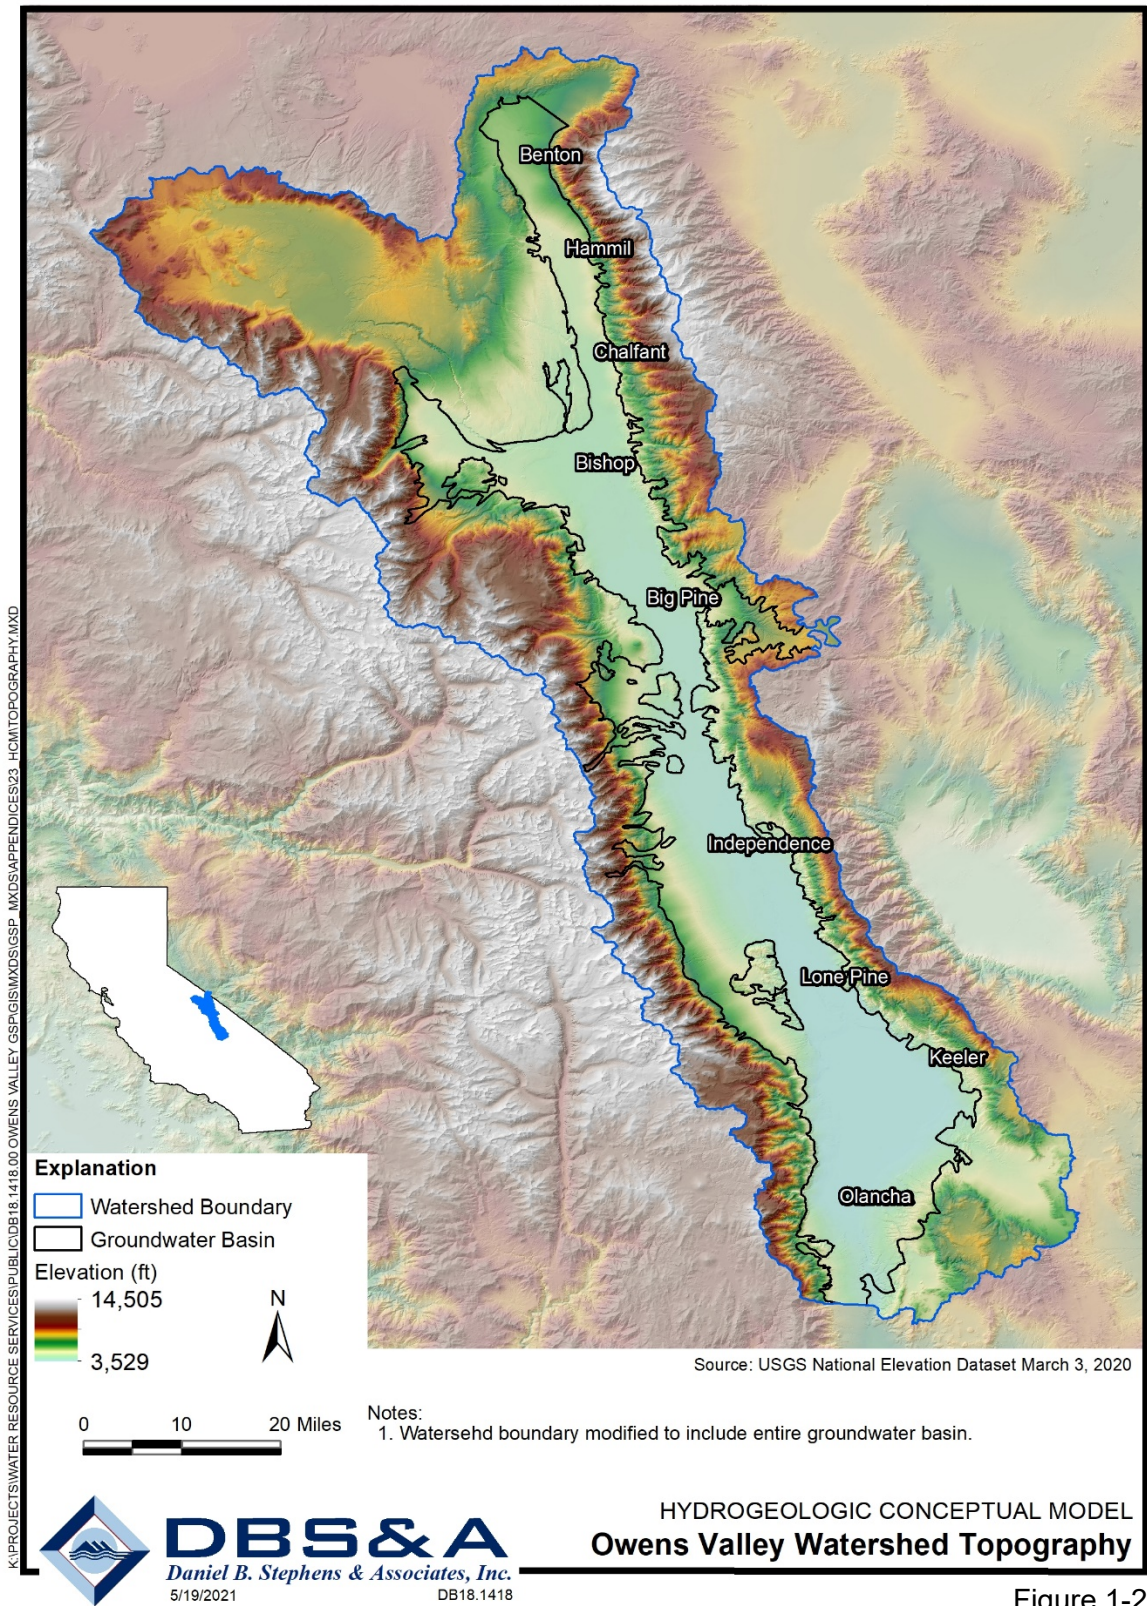 Benton
Hammil
Chalfant
Bishop
Big Pine
Independence
Lone Pine
Keeler
Olancha
K:\PROJECTS\WATER RESOURCE SERVICES\PUBLIC\DB18.1418.00 OWENS VALLEY GSP\GIS\MXDS\GSP_MXDS\APPENDICES\23_HCM\TOPOGRAPHY.MXD
Explanation
Watershed Boundary
Groundwater Basin
Elevation (ft)
14,505
3,529
N
Source: USGS National Elevation Dataset March 3, 2020
0 10 20 Miles
Notes:
1. Watersehd boundary modified to include entire groundwater basin.
HYDROGEOLOGIC CONCEPTUAL MODEL
Owens Valley Watershed Topography
DBS&A
Daniel B. Stephens & Associates, Inc.
5/19/2021 DB18.1418
Figure 1-2